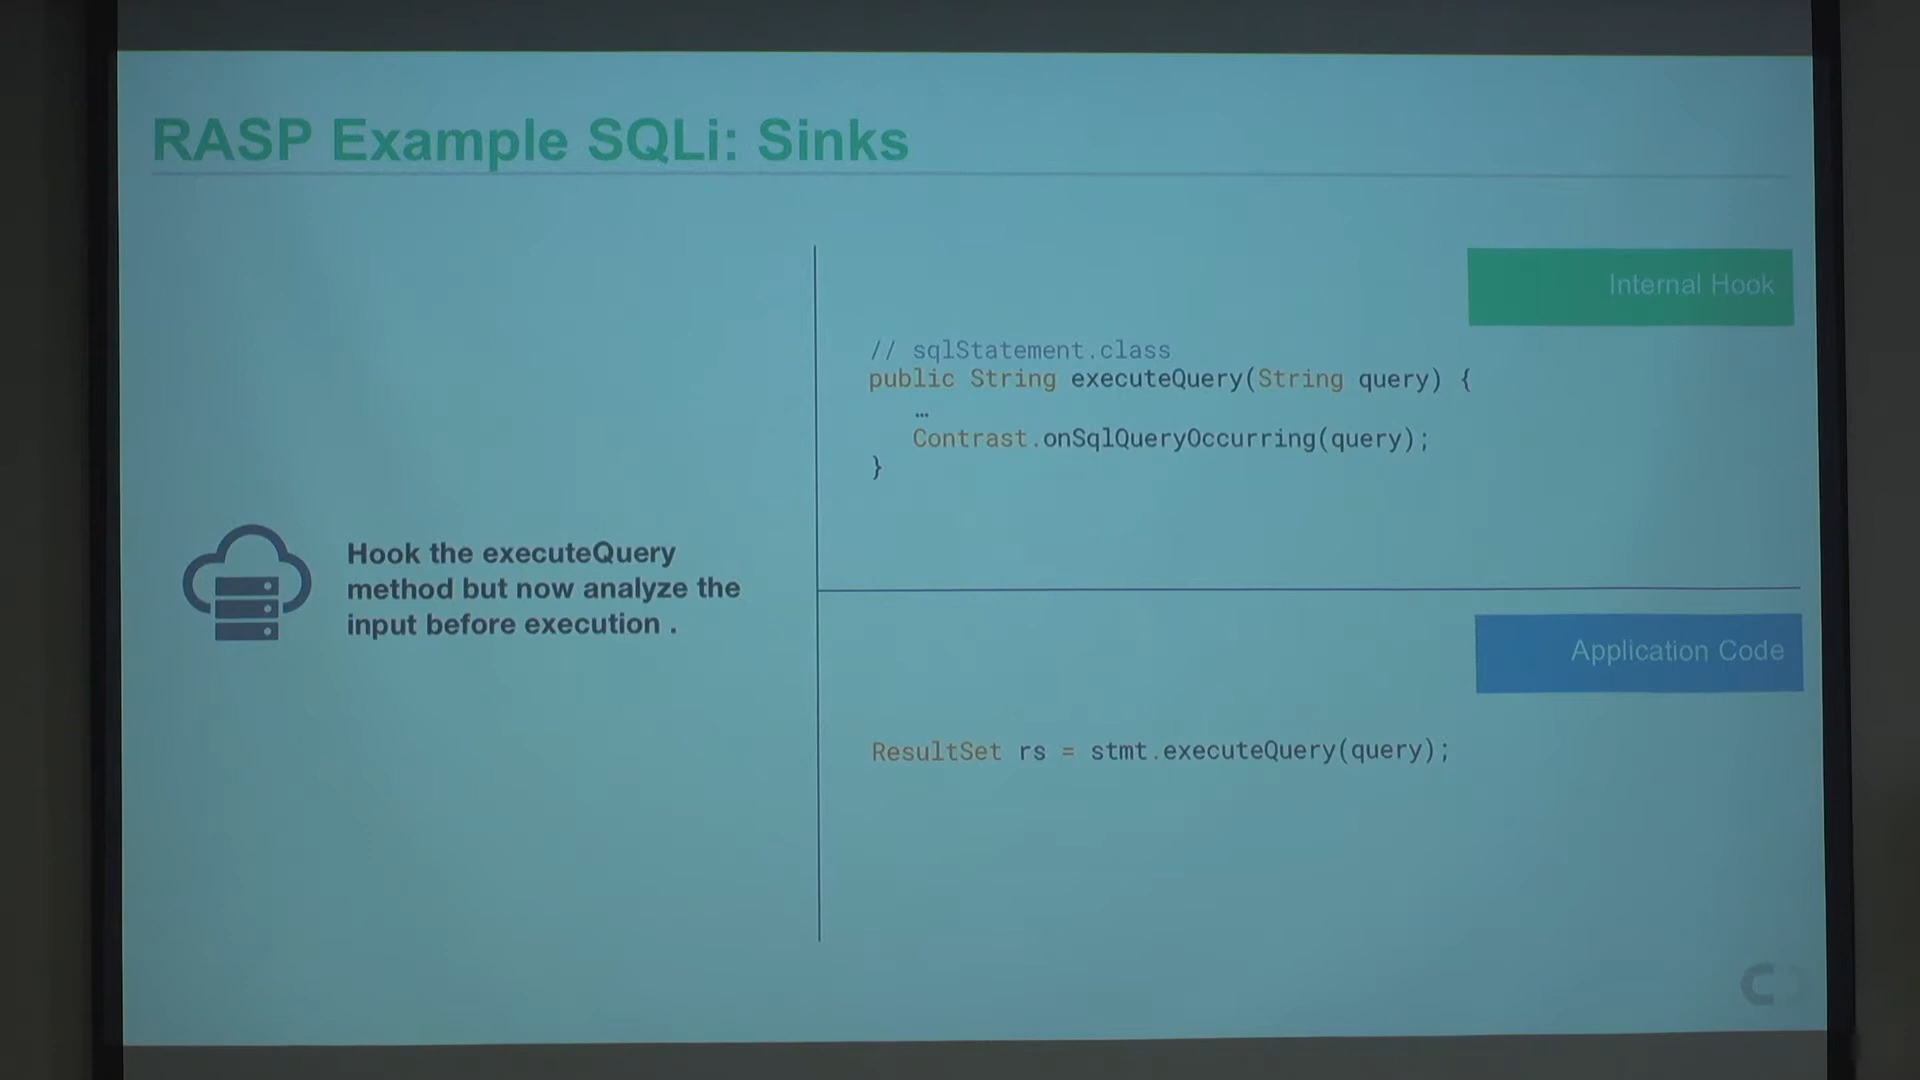 RASP Example SQLi: Sinks
Hook the executeQuery
method but now analyze the
input before execution .
Internal Hook
// sqlStatement.class
public String executeQuery(String query) {
…
Contrast.onSqlQueryOccurring(query);
}
Application Code
ResultSet rs = stmt.executeQuery(query);